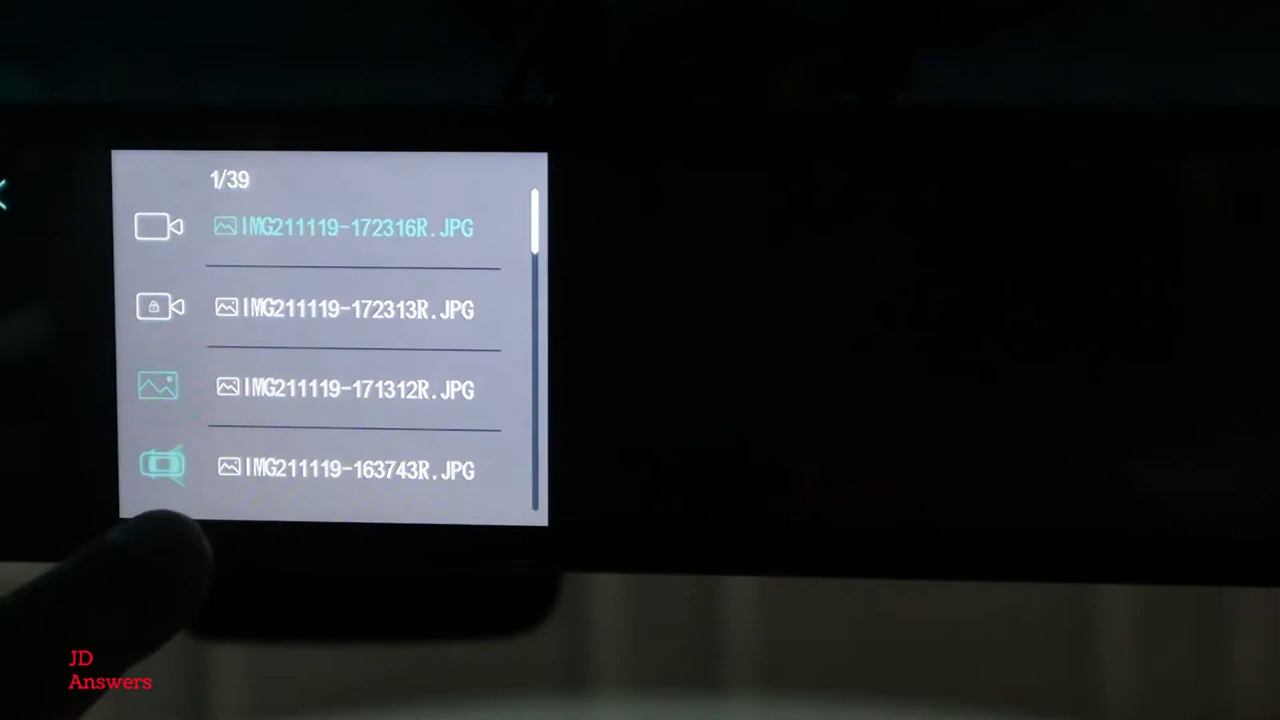 1/39
IMG211119-172316R.JPG
IMG211119-172313R.JPG
IMG211119-171312R.JPG
IMG211119-163743R.JPG
JD
Answers